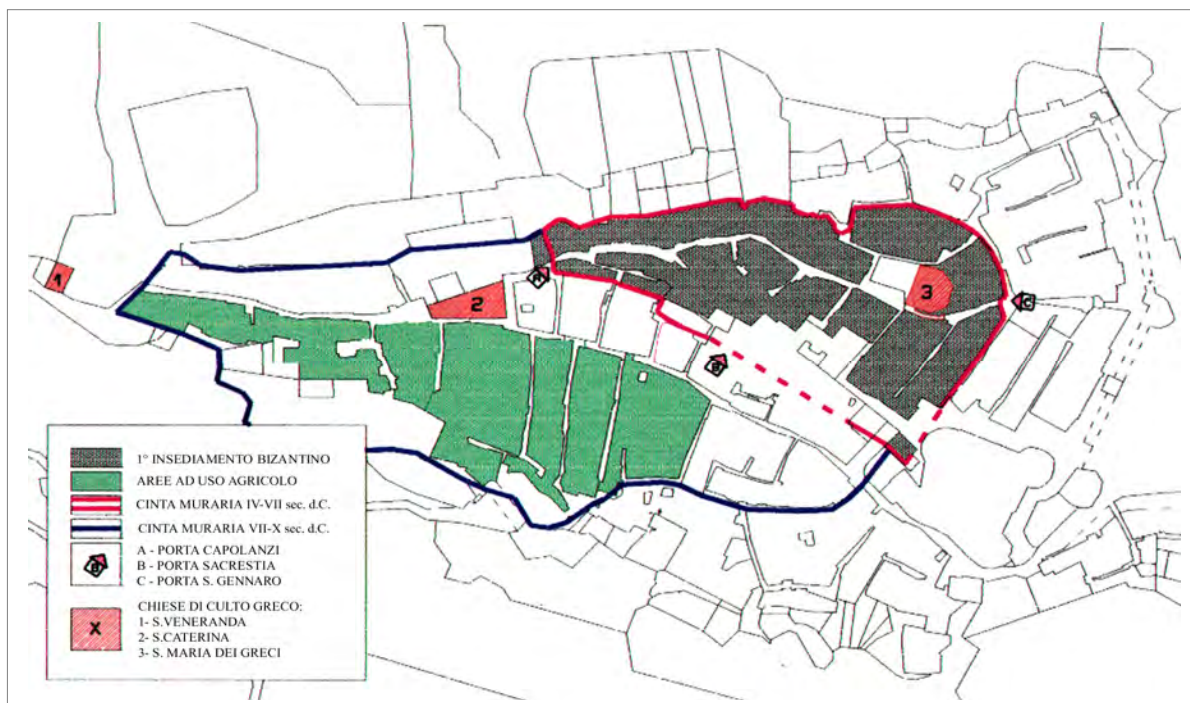 1
2
3
A
B
C
1° INSEDIAMENTO BIZANTINO
AREE AD USO AGRICOLO
CINTA MURARIA IV-VII sec. d.C.
CINTA MURARIA VII-X sec. d.C.
B
A - PORTA CAPOLANZI
B - PORTA SACRESTIA
C - PORTA S. GENNARO
X
CHIESE DI CULTO GRECO:
1- S.VENERANDA
2- S.CATERINA
3- S. MARIA DEI GRECI